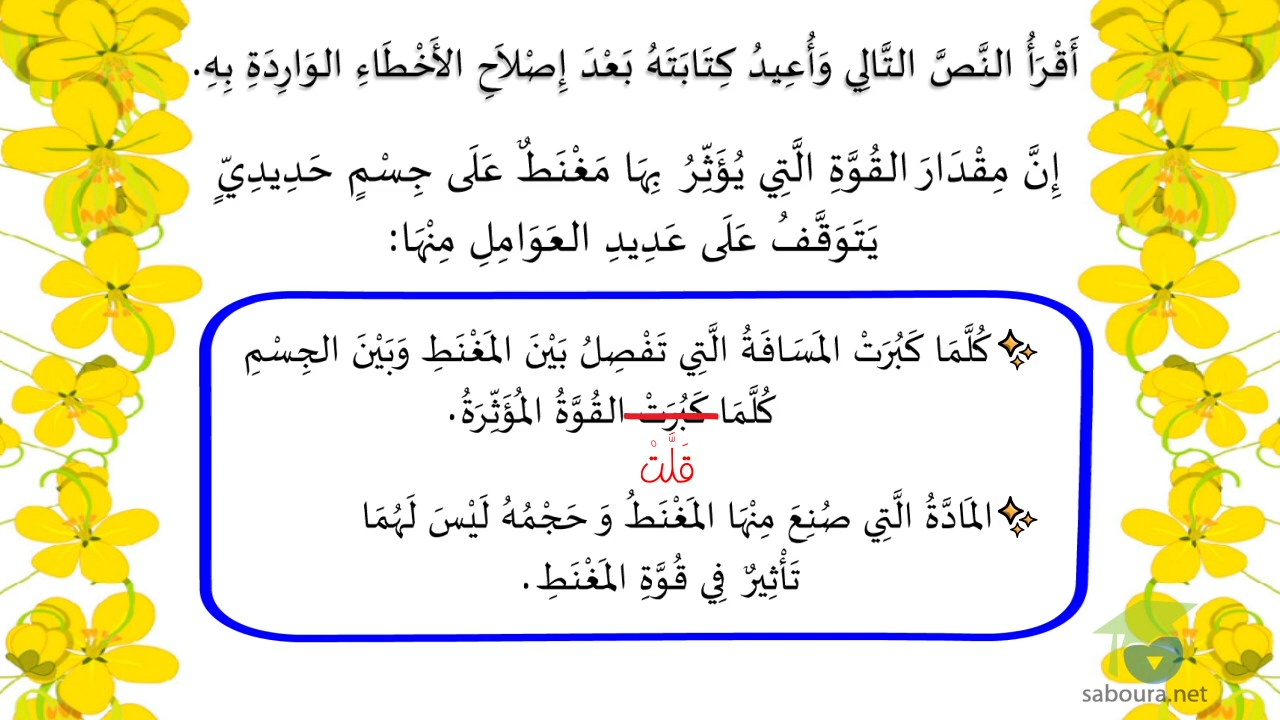 أَقْرَأُ النَّصَّ التَّالِي وَأُعِيدُ كِتَابَتَهُ بَعْدَ إِصْلاَحِ الأَخْطَاءِ الوَارِدَةِ بِهِ.
إِنَّ مِقْدَارَ القُوَّةِ الَّتِي يُؤَثِّرُ بِهَا مَغْنَطٌ عَلَى جِسْمٍ حَدِيدِيٍّ
يَتَوَقَّفُ عَلَى عَدِيدِ العَوَامِلِ مِنْهَا:
كُلَّمَا كَبُرَتْ المَسَافَةُ الَّتِي تَفْصِلُ بَيْنَ المَغْنَطِ وَبَيْنَ الجِسْمِ
كُلَّمَا كَبُرَتْ القُوَّةُ المُؤَثِّرَةُ.
قَلَّتْ
المَادَّةُ الَّتِي صُنِعَ مِنْهَا المَغْنَطُ وَ حَجْمُهُ لَيْسَ لَهُمَا
تَأْثِيرٌ فِي قُوَّةِ المَغْنَطِ.
saboura.net